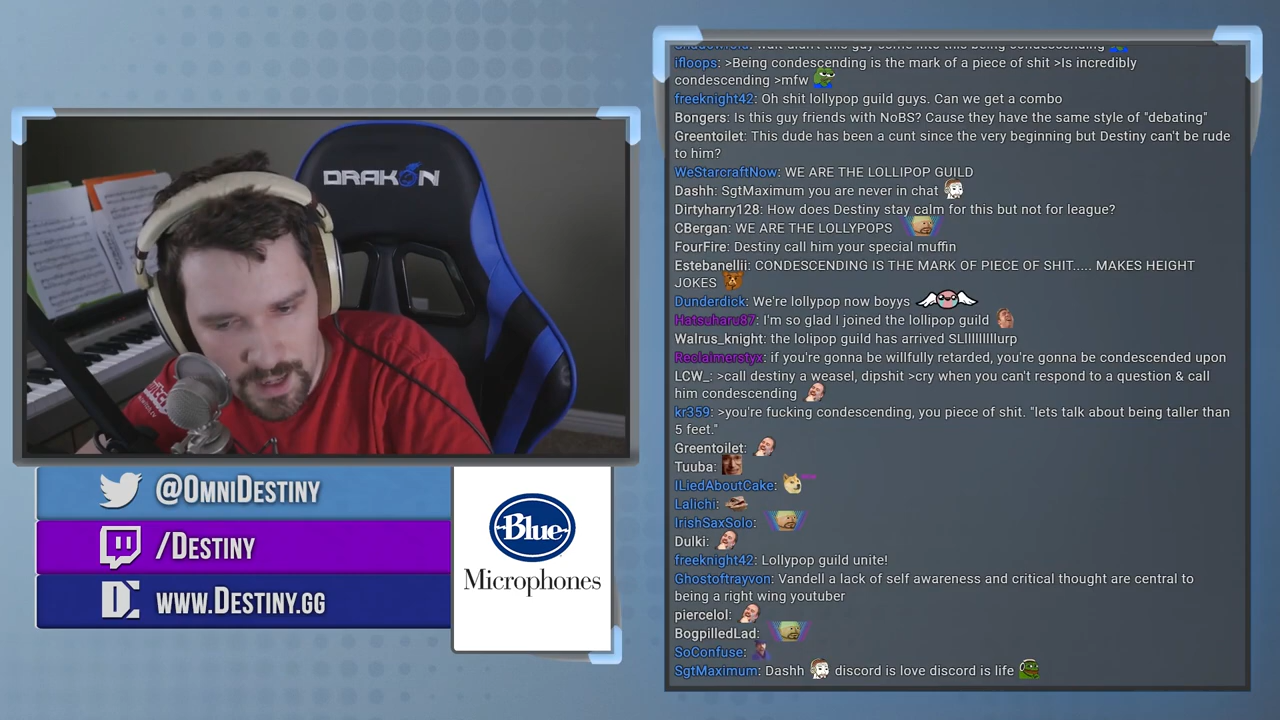 ifloops: >Being condescending is the mark of a piece of shit >Is incredibly
condescending >mfw
freeknight42: Oh shit lollypop guild guys. Can we get a combo
Bongers: Is this guy friends with NoBS? Cause they have the same style of "debating"
Greentoilet: This dude has been a cunt since the very beginning but Destiny can't be rude
to him?
WeStarcraftNow: WE ARE THE LOLLIPOP GUILD
Dashh: SgtMaximum you are never in chat
Dirtyharry128: How does Destiny stay calm for this but not for league?
CBergan: WE ARE THE LOLLYPOPS
FourFire: Destiny call him your special muffin
Estebanellii: CONDESCENDING IS THE MARK OF PIECE OF SHIT..... MAKES HEIGHT
JOKES
Dunderdick: We're lollypop now boyys
Hatsuharu87: I'm so glad I joined the lollipop guild
Walrus_knight: the lolipop guild has arrived SLIIIIIIIIurp
Reclaimerstyx: if you're gonna be willfully retarded, you're gonna be condescended upon
LCW_: >call destiny a weasel, dipshit >cry when you can't respond to a question & call
him condescending
kr359: >you're fucking condescending, you piece of shit. "lets talk about being taller than
5 feet."
Greentoilet:
Tuuba:
ILiedAboutCake:
Lalichi:
IrishSaxSolo:
Dulki:
freeknight42: Lollypop guild unite!
Ghostoftrayvon: Vandell a lack of self awareness and critical thought are central to
being a right wing youtuber
piercelol:
BogpilledLad:
SoConfuse:
SgtMaximum: Dashh discord is love discord is life
DRAKON
@OmniDestiny
/Destiny
www.Destiny.gg
Blue
Microphones